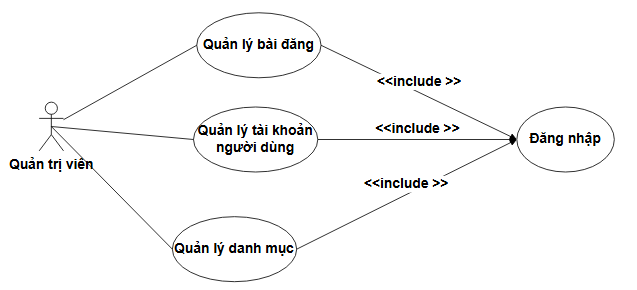 Quản lý bài đăng
<<include >>
Quản lý tài khoản
người dùng
<<include >>
Đăng nhập
Quản trị viên
<<include >>
Quản lý danh mục